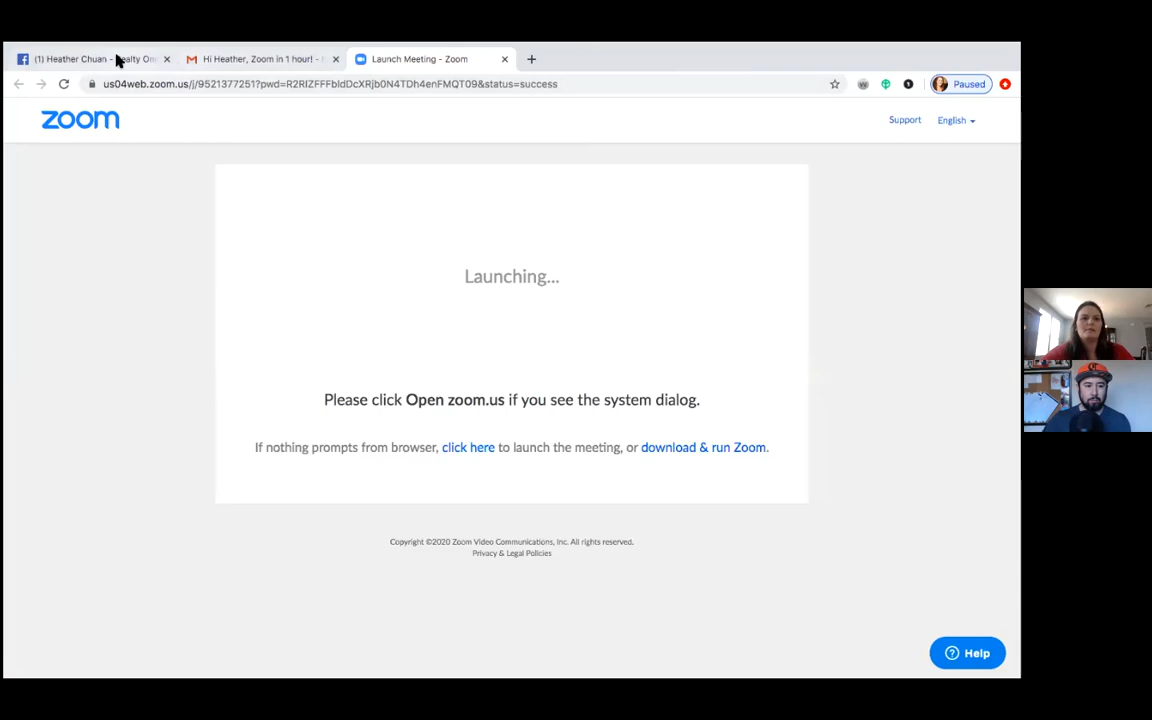 (1) Heather Chuan - Realty One
Hi Heather, Zoom in 1 hour! -
Launch Meeting - Zoom
us04web.zoom.us/j/9521377251?pwd=R2RIZFFFbldDcXRjb0N4TDh4enFMQT09&status=success
Paused
zoom
Support
English
Launching...
Please click Open zoom.us if you see the system dialog.
If nothing prompts from browser, click here to launch the meeting, or download & run Zoom.
Copyright ©2020 Zoom Video Communications, Inc. All rights reserved.
Privacy & Legal Policies
Help